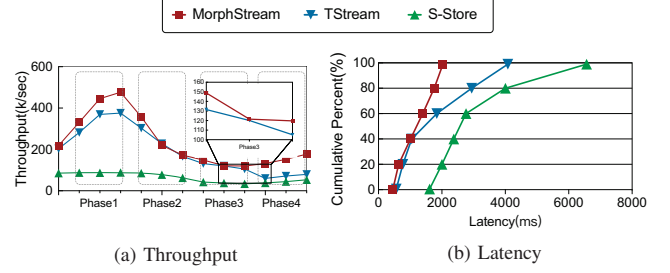 MorphStream TStream S-Store
Throughput(k/sec)
600
400
200
0
160
150
140
130
120
110
100
Phase3
Phase1 Phase2 Phase3 Phase4
(a) Throughput
Cumulative Percent(%)
100
80
60
40
20
0
0 2000 4000 6000 8000
Latency(ms)
(b) Latency